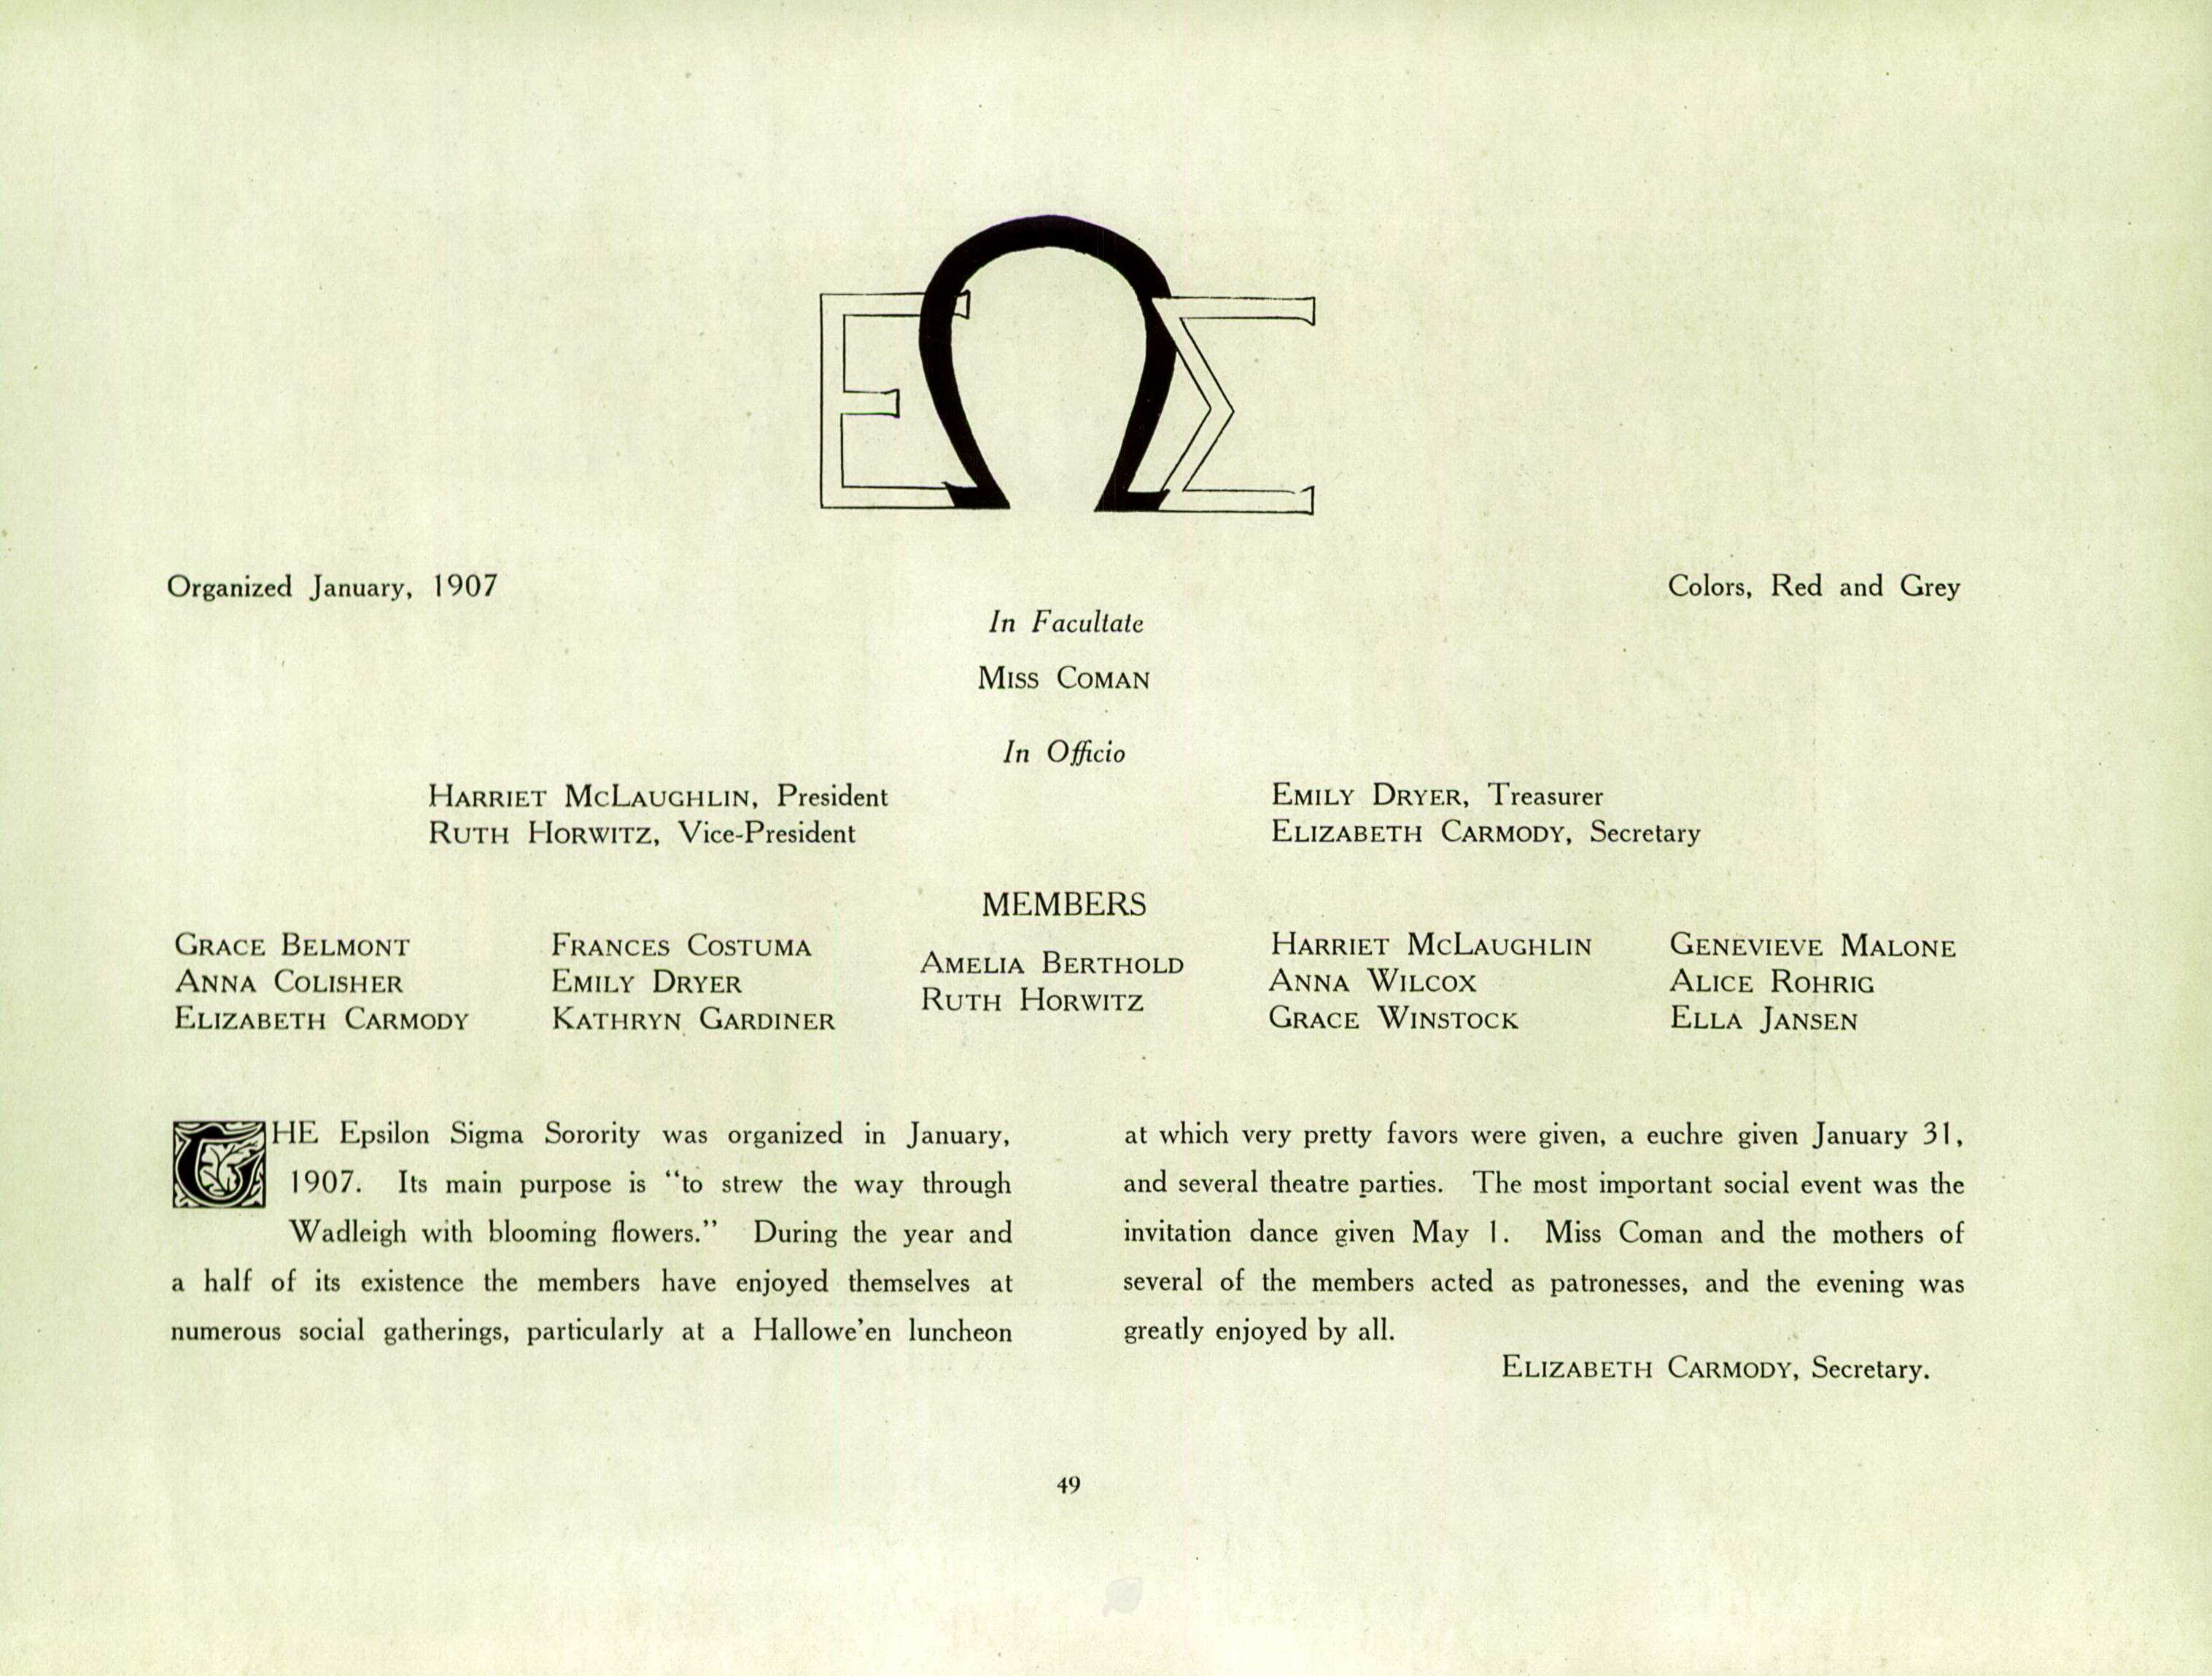 ΕΩΣ
Organized January, 1907
Colors, Red and Grey
In Facultate
MISS COMAN
In Officio
HARRIET MCLAUGHLIN, President
RUTH HORWITZ, Vice-President
EMILY DRYER, Treasurer
ELIZABETH CARMODY, Secretary
MEMBERS
GRACE BELMONT
ANNA COLISHER
ELIZABETH CARMODY
FRANCES COSTUMA
EMILY DRYER
KATHRYN GARDINER
AMELIA BERTHOLD
RUTH HORWITZ
HARRIET MCLAUGHLIN
ANNA WILCOX
GRACE WINSTOCK
GENEVIEVE MALONE
ALICE ROHRIG
ELLA JANSEN
THE Epsilon Sigma Sorority was organized in January,
1907. Its main purpose is “to strew the way through
Wadleigh with blooming flowers.” During the year and
a half of its existence the members have enjoyed themselves at
numerous social gatherings, particularly at a Hallowe’en luncheon
at which very pretty favors were given, a euchre given January 31,
and several theatre parties. The most important social event was the
invitation dance given May 1. Miss Coman and the mothers of
several of the members acted as patronesses, and the evening was
greatly enjoyed by all.
ELIZABETH CARMODY, Secretary.
49